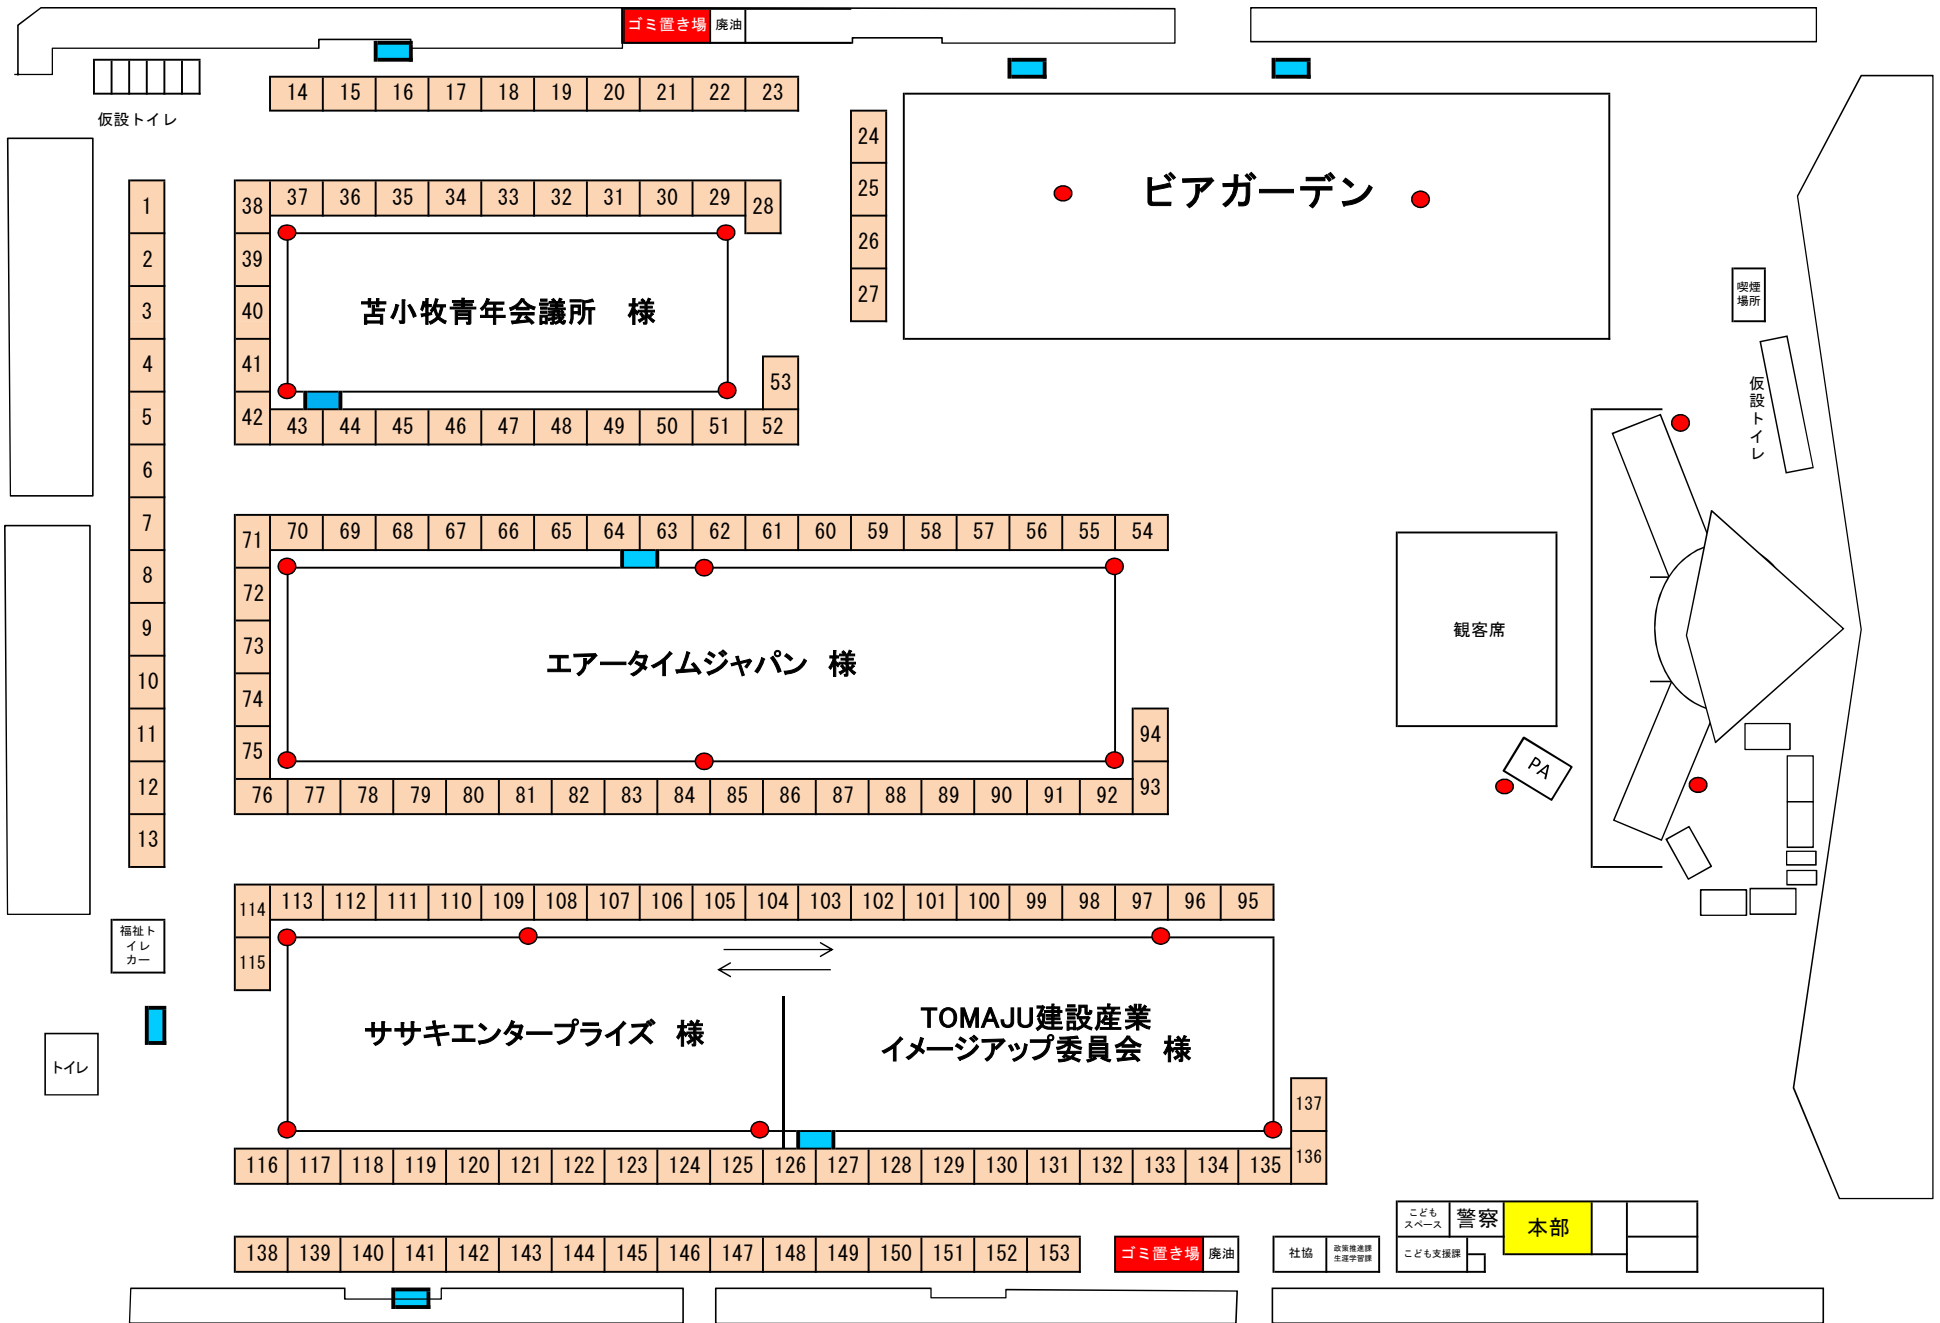 ゴミ置き場 廃油
仮設トイレ
14 15 16 17 18 19 20 21 22 23
24
25
26
27
ビアガーデン
1
2
3
4
5
6
7
8
9
10
11
12
13
38 37 36 35 34 33 32 31 30 29 28
39
40
41
42
苫小牧青年会議所　様
53
43 44 45 46 47 48 49 50 51 52
喫煙
場所
仮設トイレ
71 70 69 68 67 66 65 64 63 62 61 60 59 58 57 56 55 54
72
73
74
75
エアータイムジャパン　様
観客席
PA
94
93
76 77 78 79 80 81 82 83 84 85 86 87 88 89 90 91 92
114 113 112 111 110 109 108 107 106 105 104 103 102 101 100 99 98 97 96 95
115
福祉ト
イレ
カー
トイレ
ササキエンタープライズ　様
TOMAJU建設産業
イメージアップ委員会　様
137
136
116 117 118 119 120 121 122 123 124 125 126 127 128 129 130 131 132 133 134 135
138 139 140 141 142 143 144 145 146 147 148 149 150 151 152 153
ゴミ置き場 廃油
社協
政策推進課
生涯学習課
こども
スペース
警察
本部
こども支援課